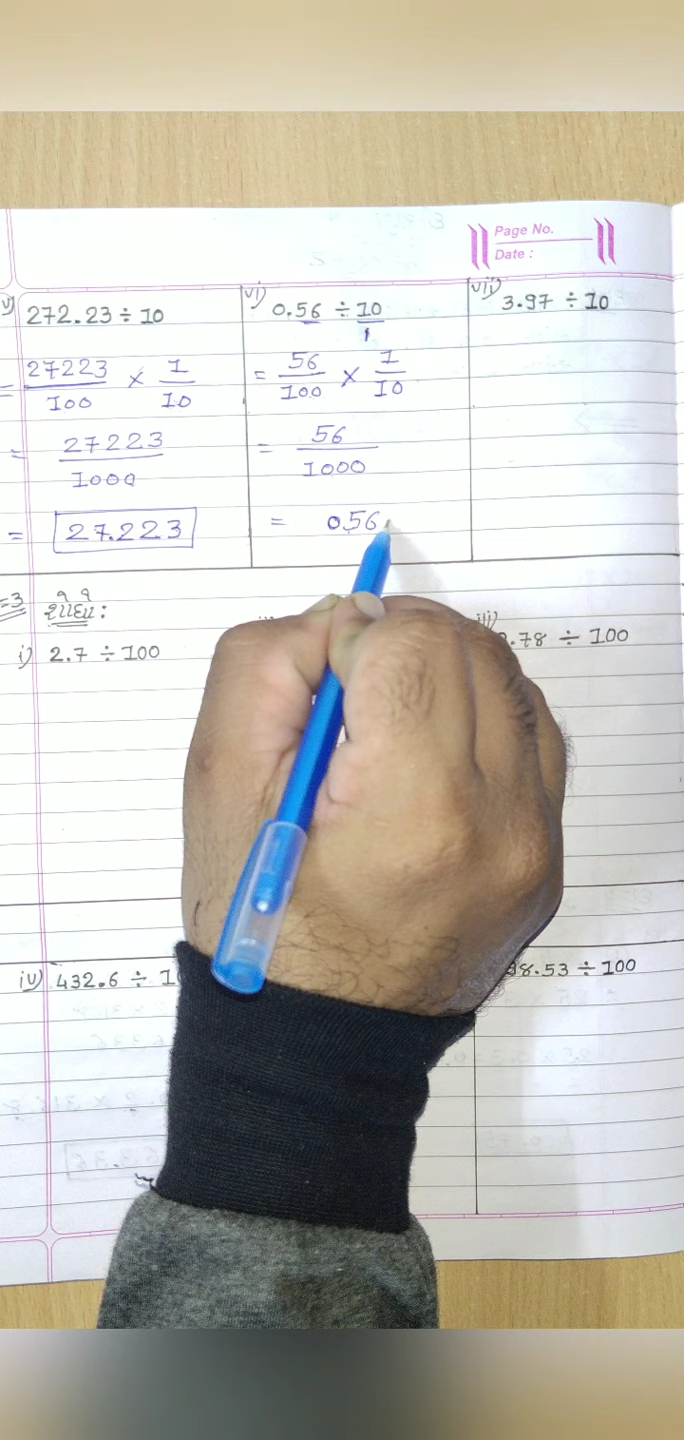 Page No.
Date :
v) 272.23 ÷ 10
= 27223/100 × 1/10
= 27223/1000
= 27.223
vi) 0.56 ÷ 10
= 56/100 × 1/10
= 56/1000
= 0.56
vii) 3.97 ÷ 10
=3 શોધો:
i) 2.7 ÷ 100
iii) .78 ÷ 100
iv) 432.6 ÷ 1
8.53 ÷ 100